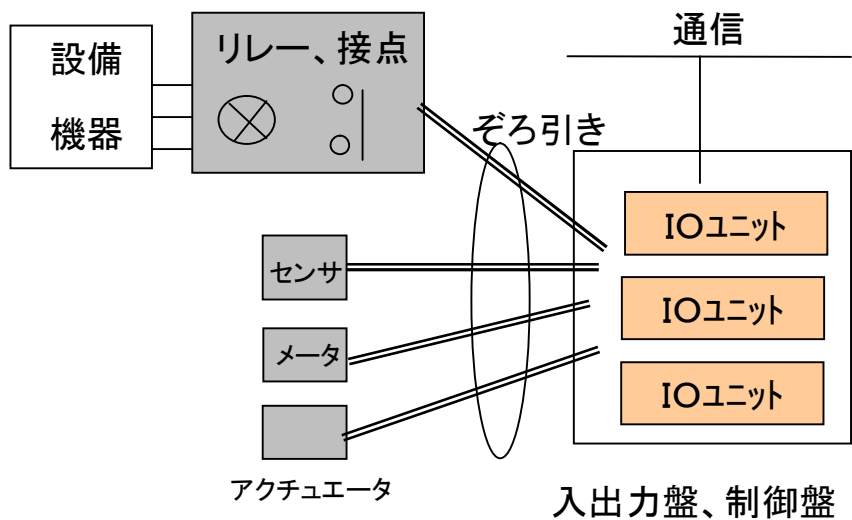 設備
機器
リレー、接点
通信
ぞろ引き
IOユニット
センサ
IOユニット
メータ
IOユニット
アクチュエータ
入出力盤、制御盤